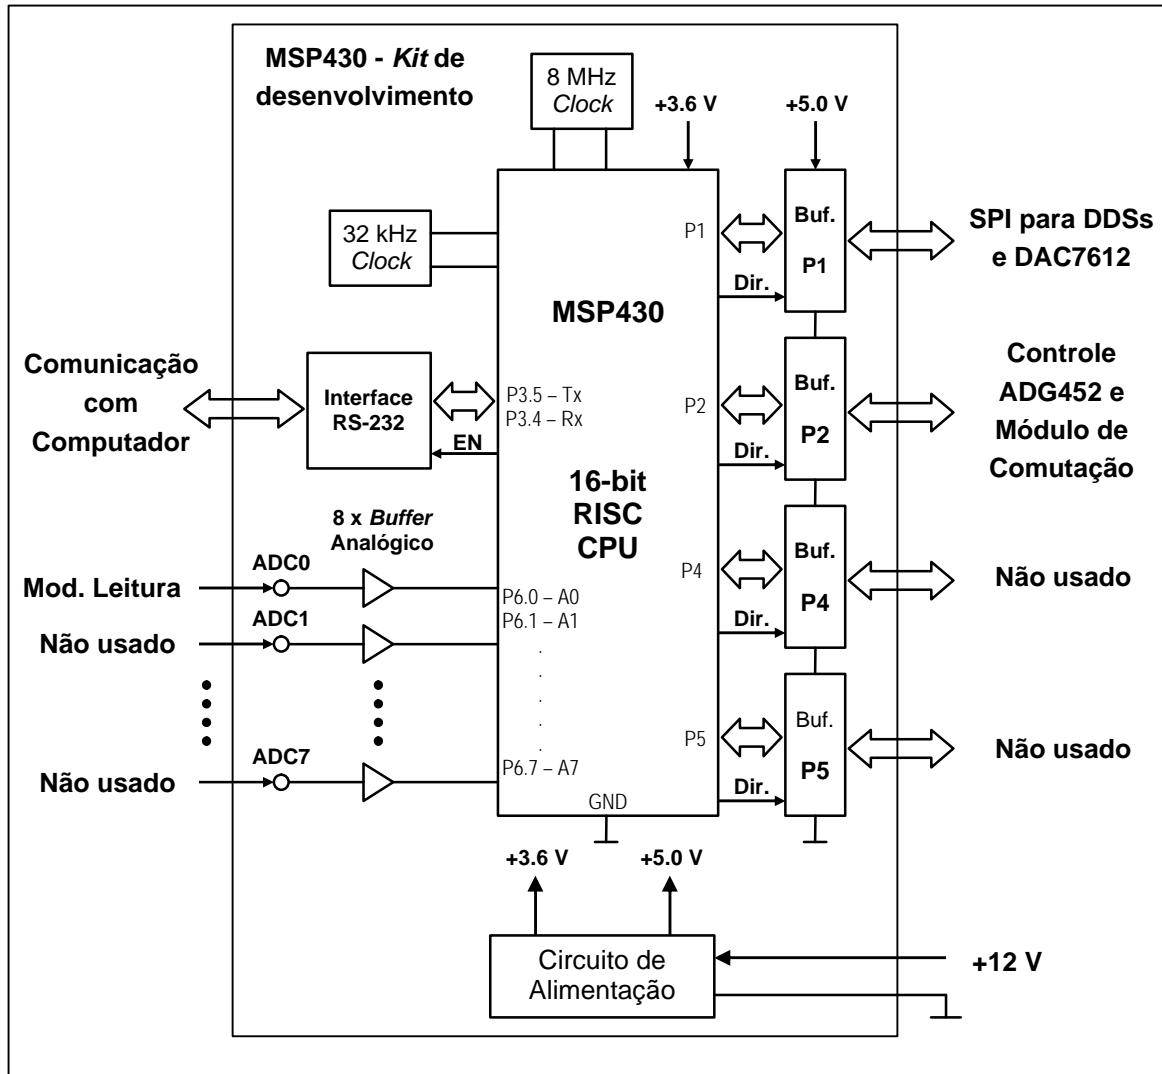 MSP430 - Kit de
desenvolvimento
8 MHz
Clock
+3.6 V
+5.0 V
32 kHz
Clock
P1
Buf.
P1
Dir.
SPI para DDSs
e DAC7612
MSP430
Comunicação
com
Computador
Interface
RS-232
P3.5 – Tx
P3.4 – Rx
EN
P2
Buf.
P2
Dir.
Controle
ADG452 e
Módulo de
Comutação
16-bit
RISC
CPU
8 x Buffer
Analógico
Mod. Leitura
ADC0
P6.0 – A0
Não usado
ADC1
P6.1 – A1
P4
Buf.
P4
Dir.
Não usado
Não usado
ADC7
P6.7 – A7
P5
Buf.
P5
Dir.
Não usado
GND
+3.6 V
+5.0 V
Circuito de
Alimentação
+12 V